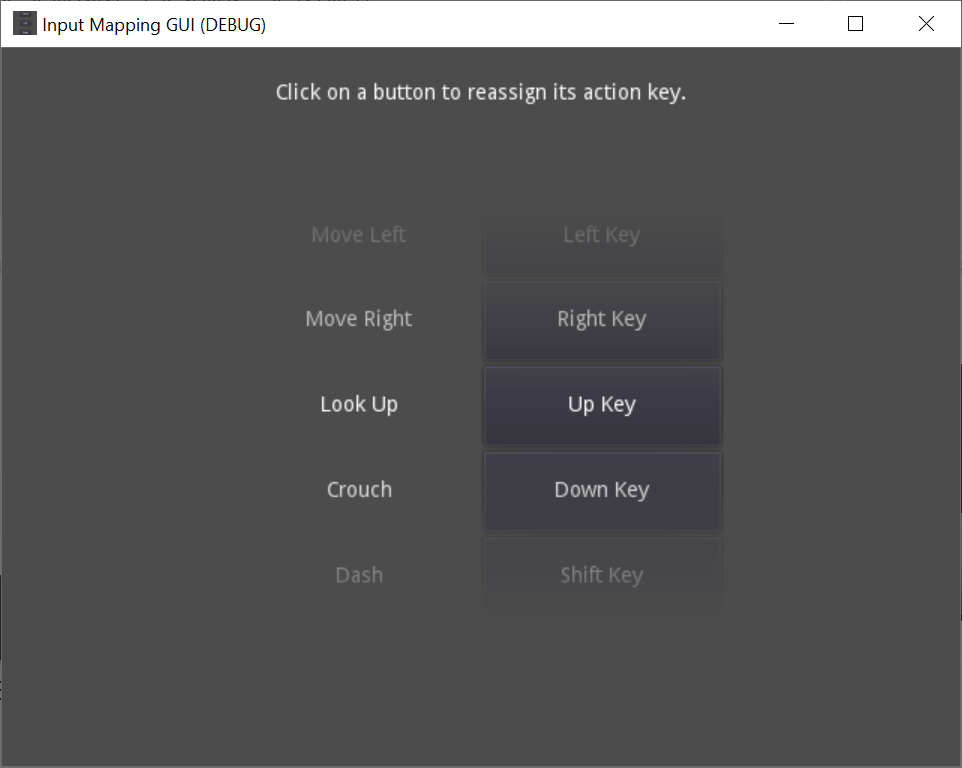 Input Mapping GUI (DEBUG)
Click on a button to reassign its action key.
Move Left Left Key
Move Right Right Key
Look Up Up Key
Crouch Down Key
Dash Shift Key